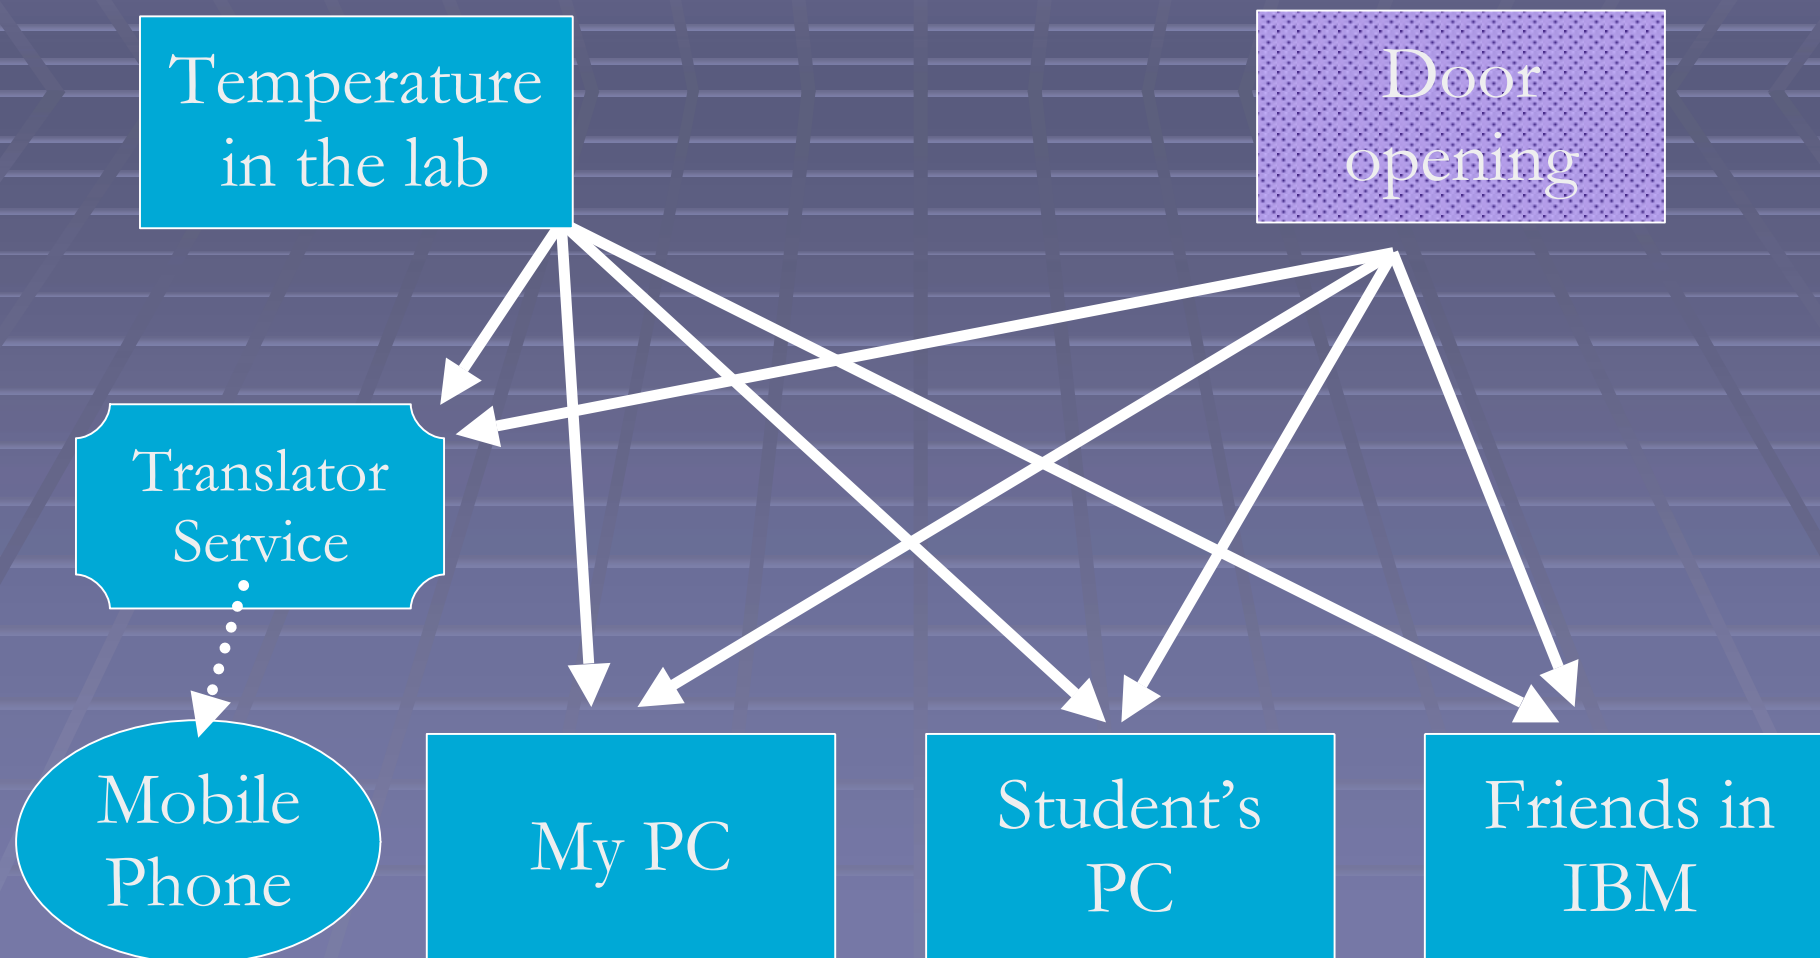 Temperature
in the lab
Door
opening
Translator
Service
Mobile
Phone
My PC
Student’s
PC
Friends in
IBM